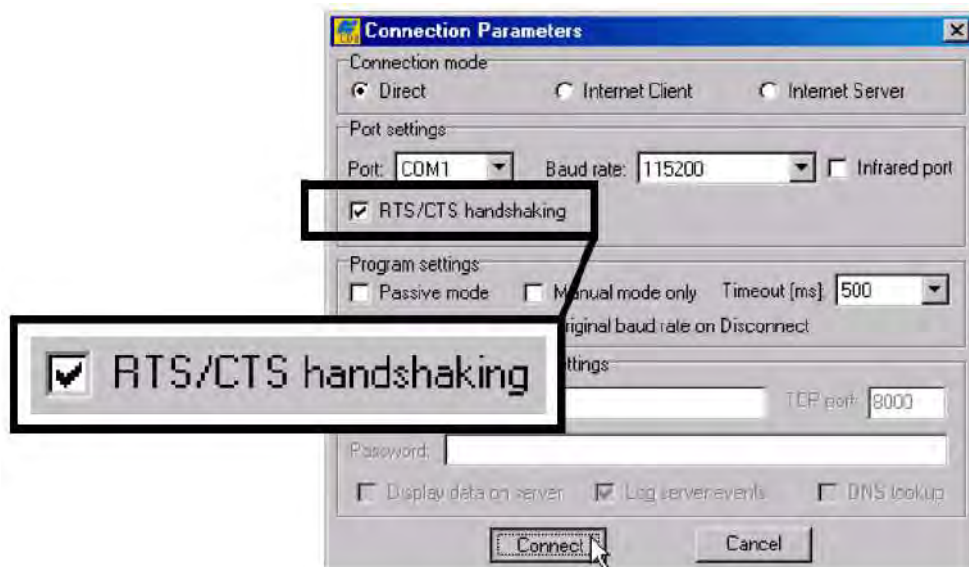 Connection Parameters
Connection mode
Direct Internet Client Internet Server
Port settings
Port: COM1 Baud rate: 115200 Infrared port
RTS/CTS handshaking
Program settings
Passive mode Manual mode only Timeout [ms] 500
original baud rate on Disconnect
RTS/CTS handshaking
ttings
TCP port: 8000
Password:
Display data on server Log server events DNS lookup
Connect Cancel